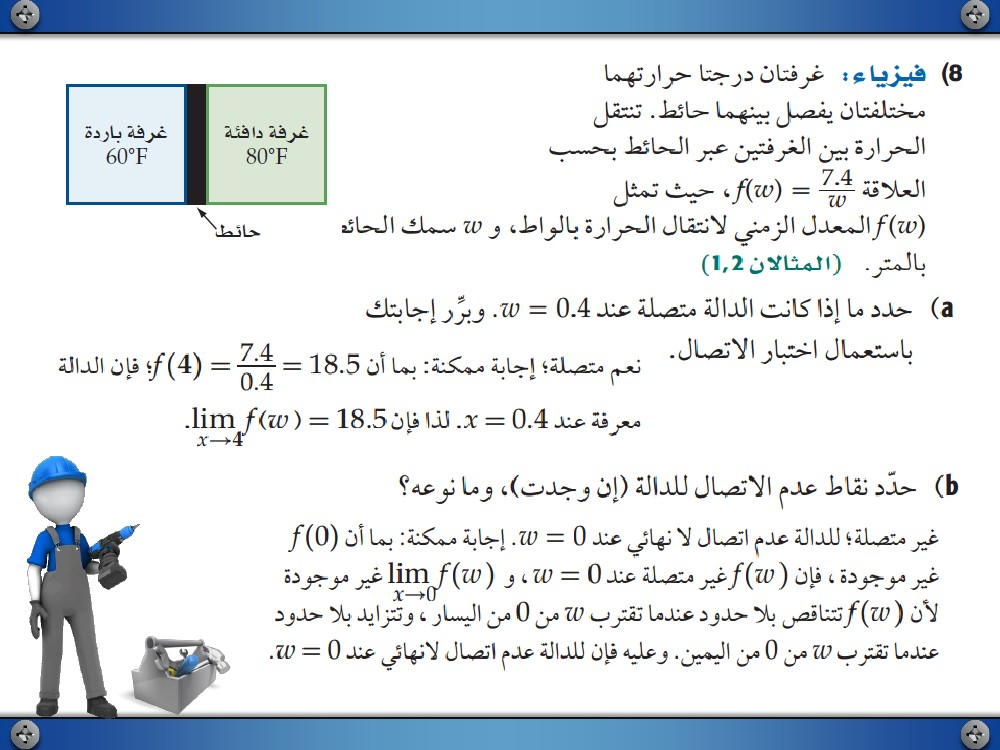 8) فيزياء: غرفتان درجتا حرارتهما
مختلفتان يفصل بينهما حائط. تنتقل
الحرارة بين الغرفتين عبر الحائط بحسب
العلاقة f(w) = 7.4/w ، حيث تمثل
f(w) المعدل الزمني لانتقال الحرارة بالواط، و w سمك الحائط
بالمتر. (المثالان 1,2)
غرفة دافئة
80°F
غرفة باردة
60°F
حائط
a) حدد ما إذا كانت الدالة متصلة عند w = 0.4. وبرِّر إجابتك
باستعمال اختبار الاتصال.
نعم متصلة؛ إجابة ممكنة: بما أن f(4) = 7.4/0.4 = 18.5؛ فإن الدالة
معرفة عند x = 0.4. لذا فإن lim x→4 f(w) = 18.5.
b) حدّد نقاط عدم الاتصال للدالة (إن وجدت)، وما نوعه؟
غير متصلة؛ للدالة عدم اتصال لا نهائي عند w = 0. إجابة ممكنة: بما أن f(0)
غير موجودة ، فإن f(w) غير متصلة عند w = 0 ، و lim x→0 f(w) غير موجودة
لأن f(w) تتناقص بلا حدود عندما تقترب w من 0 من اليسار ، وتتزايد بلا حدود
عندما تقترب w من 0 من اليمين. وعليه فإن للدالة عدم اتصال لانهائي عند w = 0.